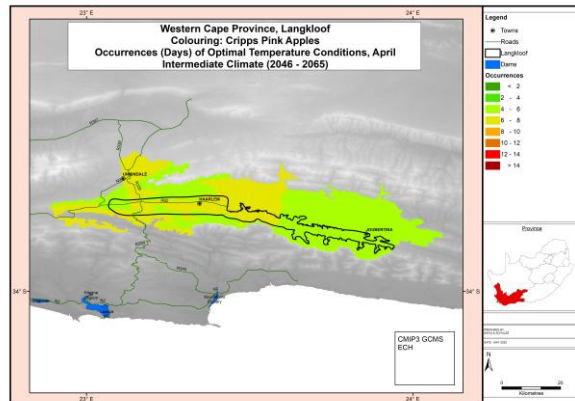 Western Cape Province, Langkloof
Colouring: Cripps Pink Apples
Occurrences (Days) of Optimal Temperature Conditions, April
Intermediate Climate (2046 - 2065)
23° E
24° E
UNIONDALE
HAARLEM
JOUBERTINA
34° S
34° S
23° E
24° E
CMIP3 GCMS
ECH
Legend
Towns
Roads
Langkloof
Dams
Occurrences
< 2
2 - 4
4 - 6
6 - 8
8 - 10
10 - 12
12 - 14
> 14
Province
N
0
20
Kilometres